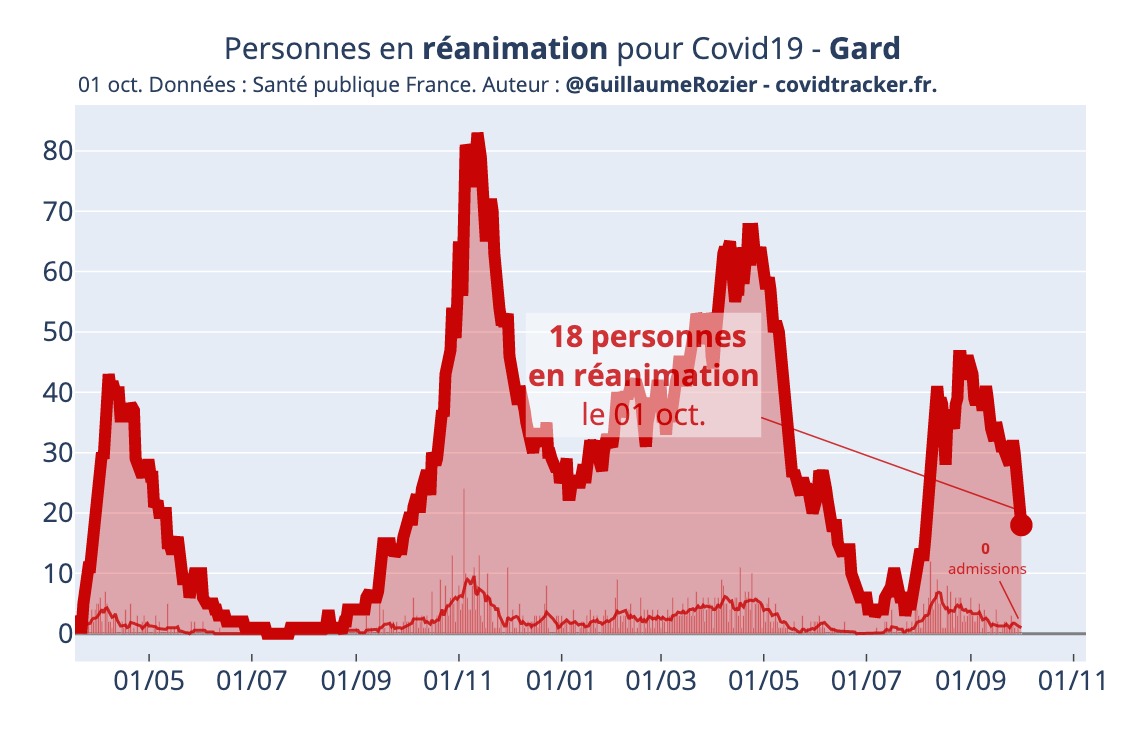 Personnes en réanimation pour Covid19 - Gard
01 oct. Données : Santé publique France. Auteur : @GuillaumeRozier - covidtracker.fr.
80
70
60
50
40
30
20
10
0
18 personnes
en réanimation
le 01 oct.
0
admissions
01/05 01/07 01/09 01/11 01/01 01/03 01/05 01/07 01/09 01/11